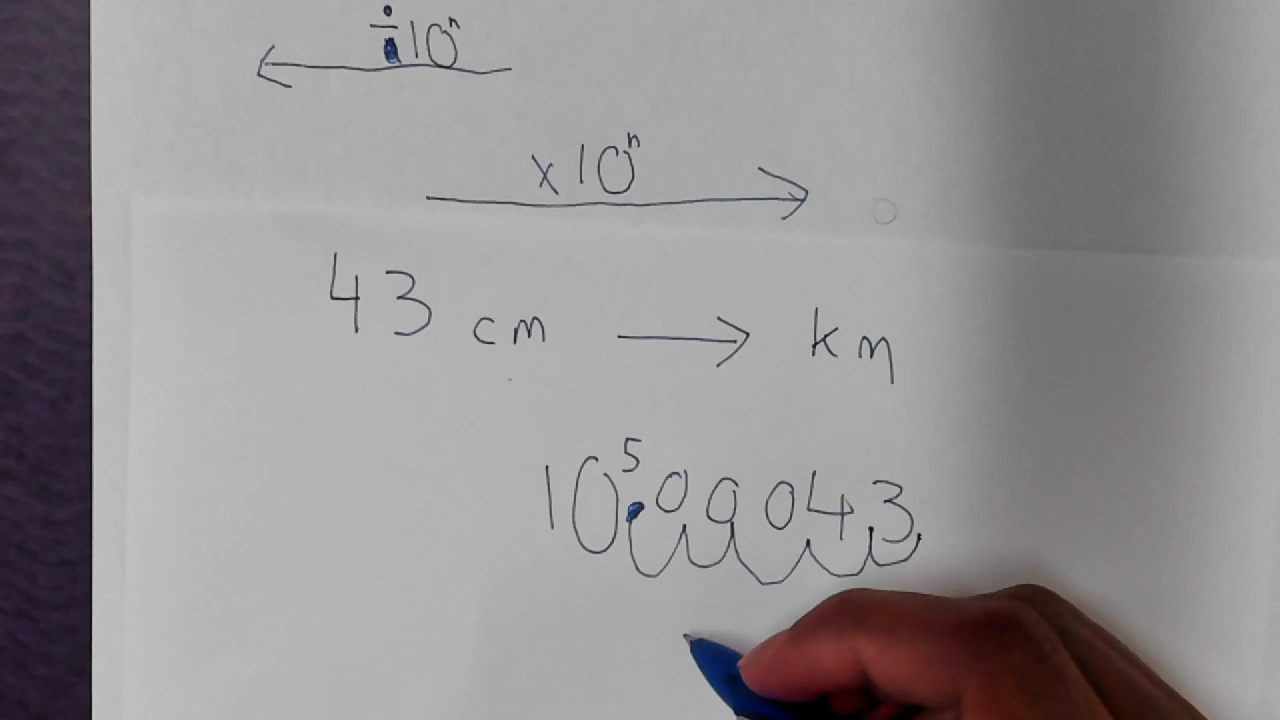 ÷10ⁿ
×10ⁿ
43 cm → km
10⁵.00043